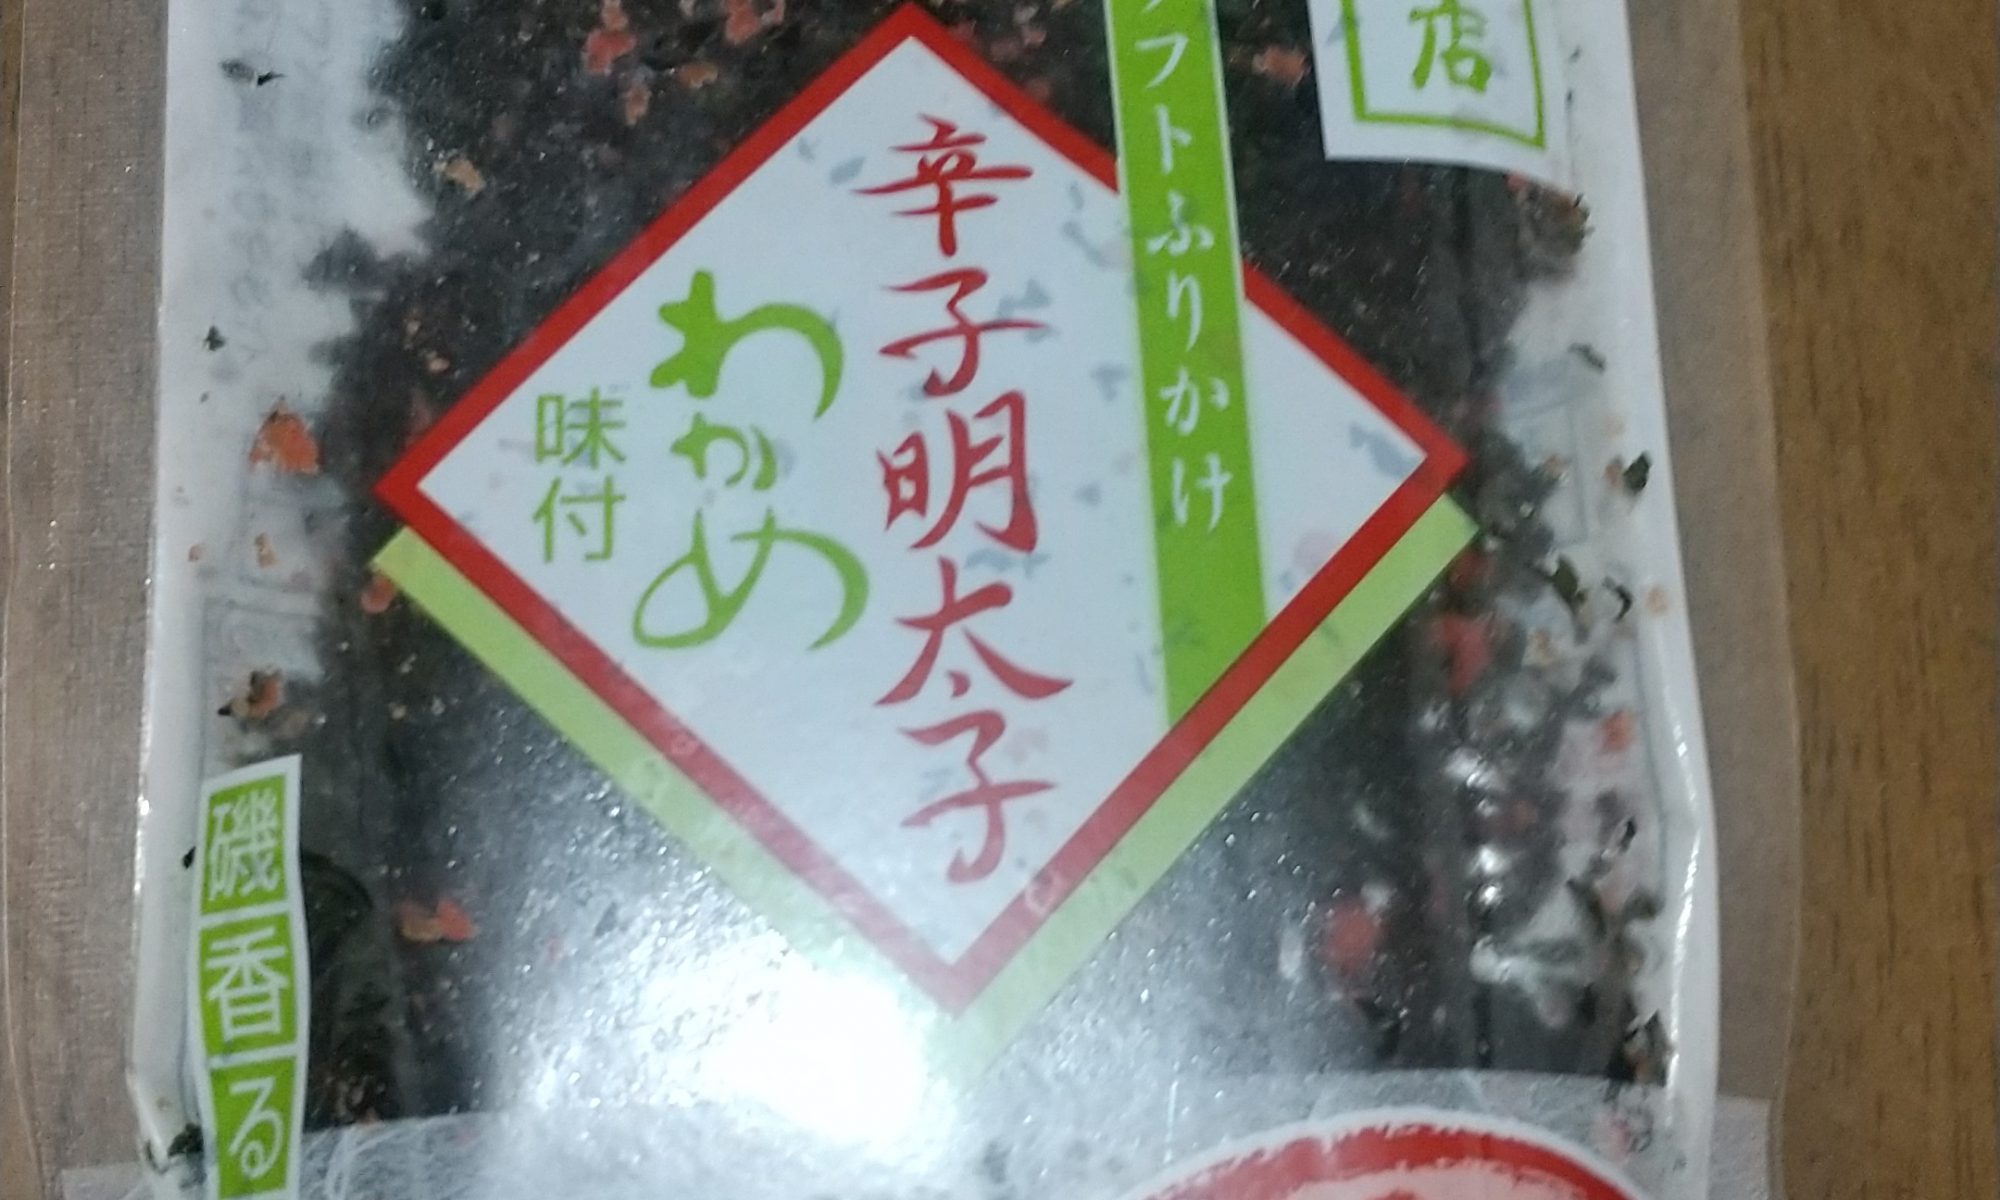 店
フトふりかけ
辛子明太子
わかめ
味付
磯香る